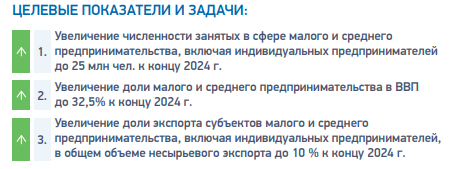 ЦЕЛЕВЫЕ ПОКАЗАТЕЛИ И ЗАДАЧИ:
1. Увеличение численности занятых в сфере малого и среднего
предпринимательства, включая индивидуальных предпринимателей
до 25 млн чел. к концу 2024 г.
2. Увеличение доли малого и среднего предпринимательства в ВВП
до 32,5% к концу 2024 г.
3. Увеличение доли экспорта субъектов малого и среднего
предпринимательства, включая индивидуальных предпринимателей,
в общем объеме несырьевого экспорта до 10 % к концу 2024 г.